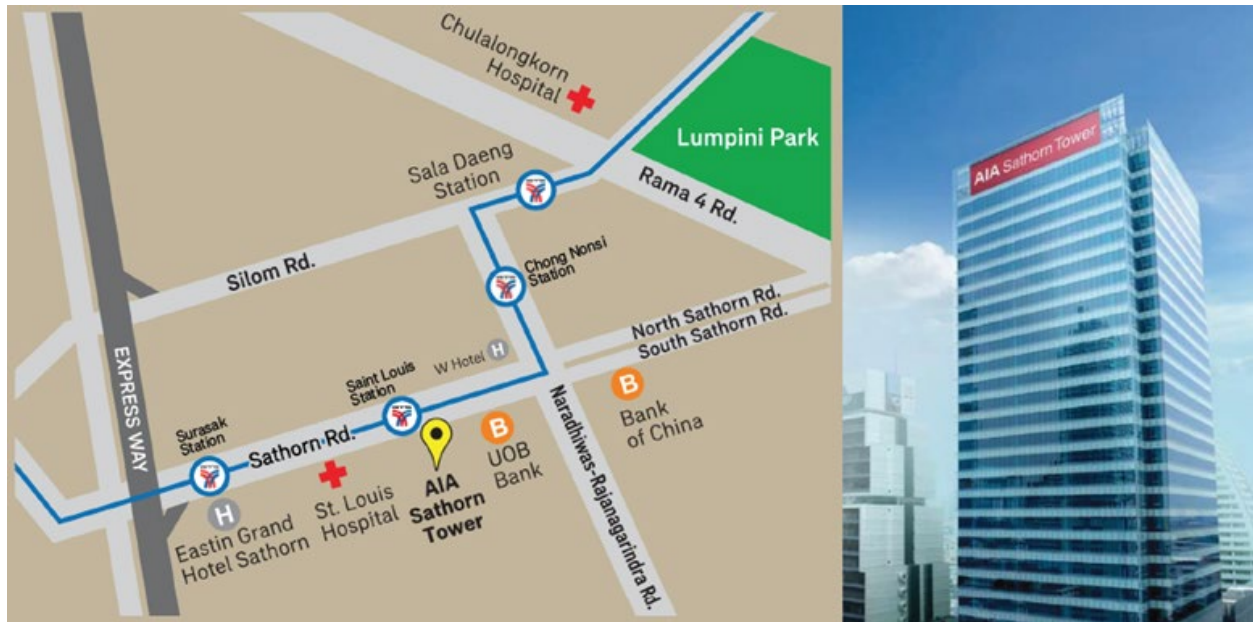 Chulalongkorn
Hospital
Lumpini Park
Sala Daeng
Station
Rama 4 Rd.
Silom Rd.
Chong Nonsi
Station
North Sathorn Rd.
South Sathorn Rd.
EXPRESS WAY
W Hotel H
Saint Louis
Station
Naradhiwas-Rajanagarindra Rd.
B
Bank
of China
Surasak
Station
Sathorn Rd.
B
UOB
Bank
AIA
Sathorn
Tower
St. Louis
Hospital
H
Eastin Grand
Hotel Sathorn
AIA Sathorn Tower